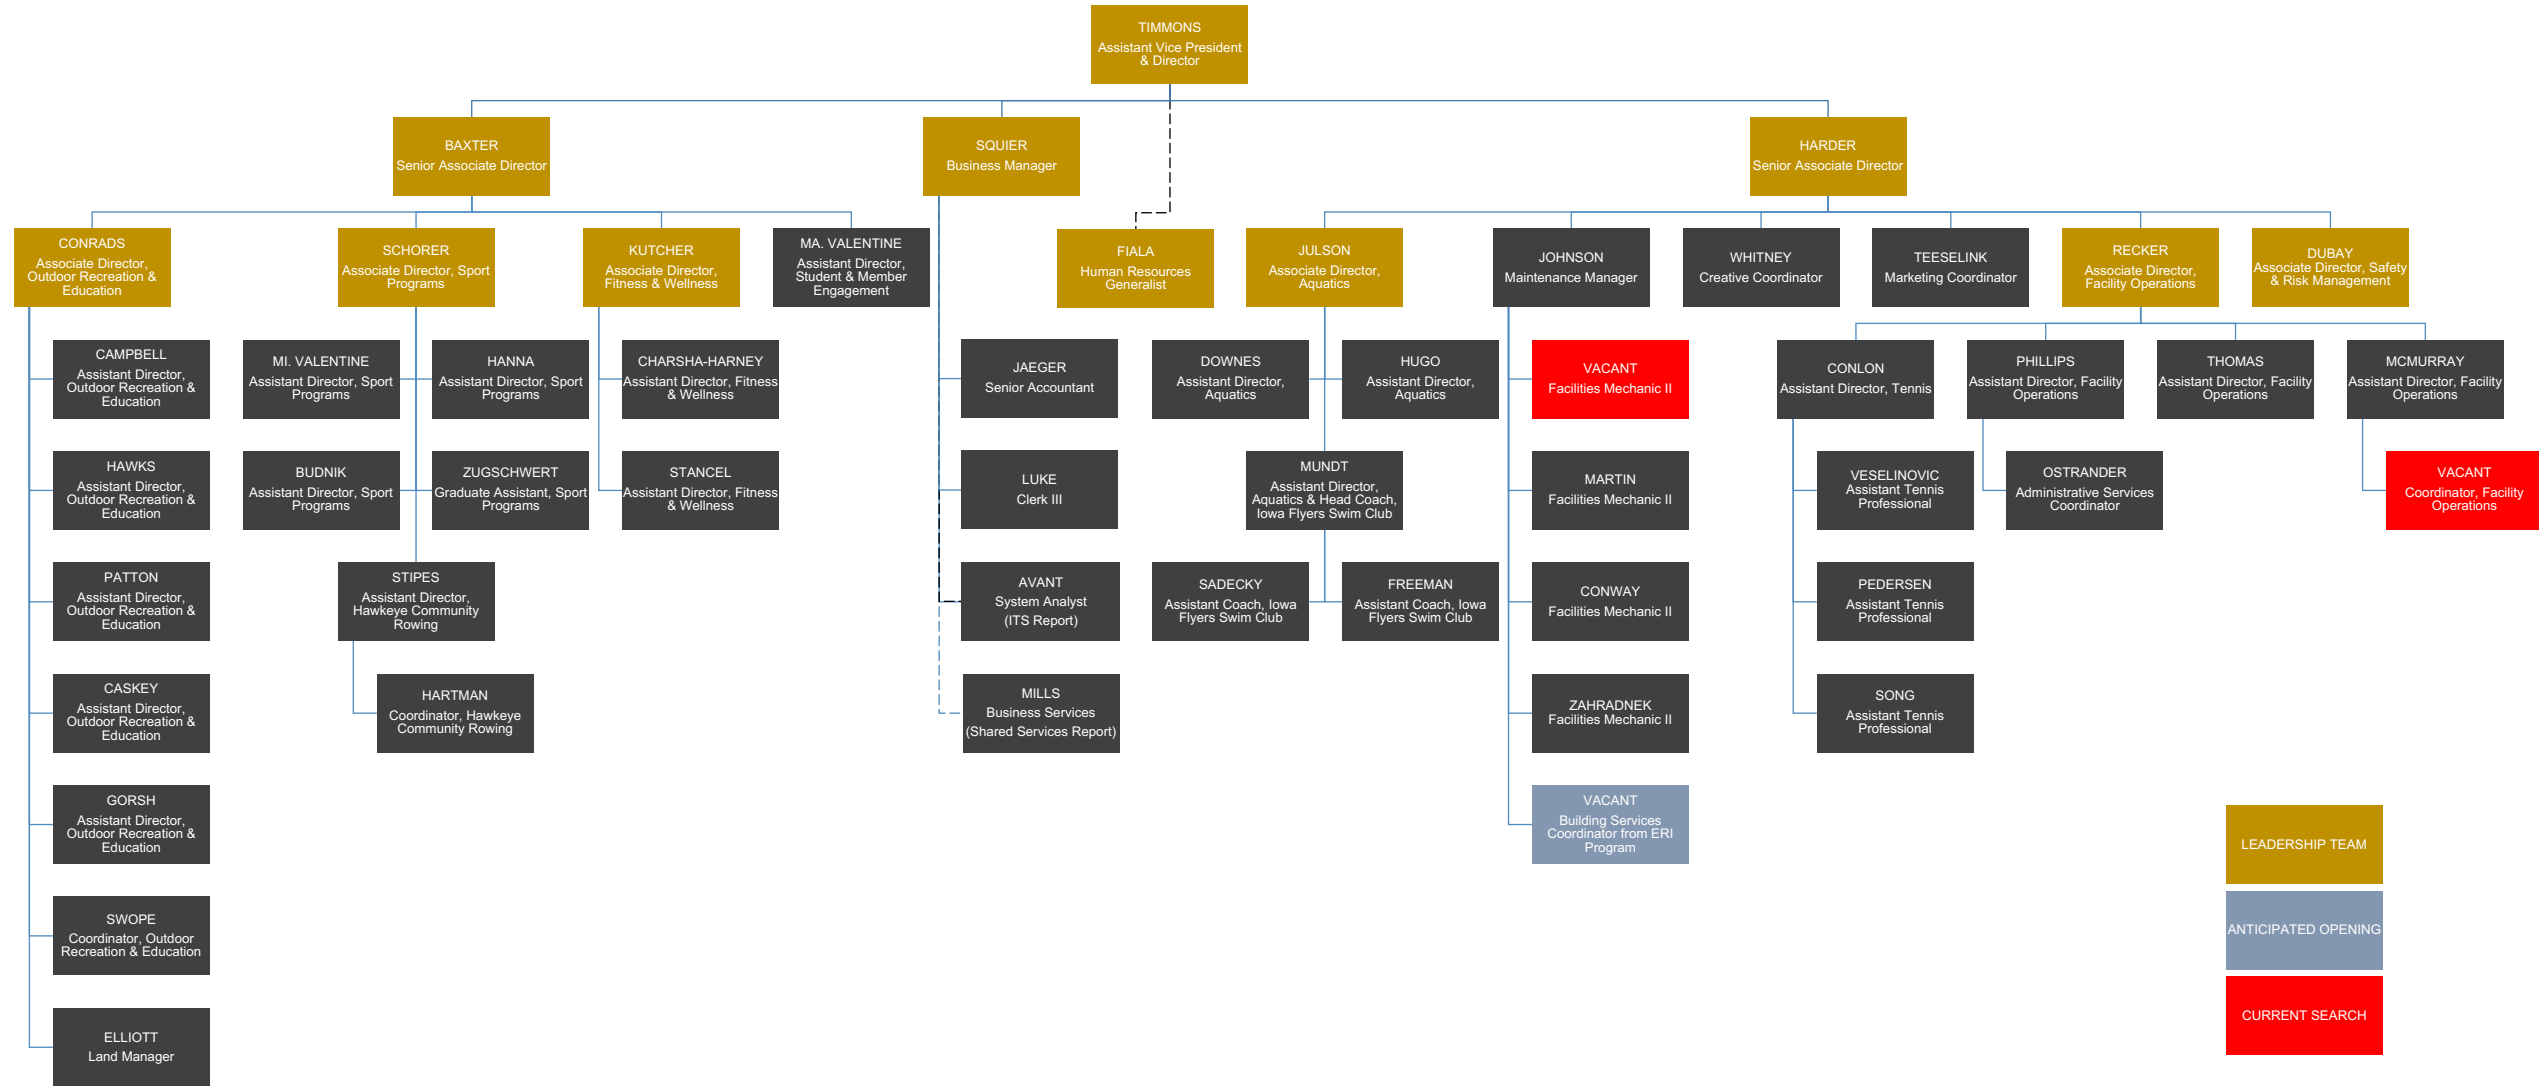 TIMMONS
Assistant Vice President
& Director
BAXTER
Senior Associate Director
SQUIER
Business Manager
HARDER
Senior Associate Director
CONRADS
Associate Director,
Outdoor Recreation &
Education
SCHORER
Associate Director, Sport
Programs
KUTCHER
Associate Director,
Fitness & Wellness
MA. VALENTINE
Assistant Director,
Student & Member
Engagement
FIALA
Human Resources
Generalist
JULSON
Associate Director,
Aquatics
JOHNSON
Maintenance Manager
WHITNEY
Creative Coordinator
TEESELINK
Marketing Coordinator
RECKER
Associate Director,
Facility Operations
DUBAY
Associate Director, Safety
& Risk Management
CAMPBELL
Assistant Director,
Outdoor Recreation &
Education
MI. VALENTINE
Assistant Director, Sport
Programs
HANNA
Assistant Director, Sport
Programs
CHARSHA-HARNEY
Assistant Director, Fitness
& Wellness
JAEGER
Senior Accountant
DOWNES
Assistant Director,
Aquatics
HUGO
Assistant Director,
Aquatics
VACANT
Facilities Mechanic II
CONLON
Assistant Director, Tennis
PHILLIPS
Assistant Director, Facility
Operations
THOMAS
Assistant Director, Facility
Operations
MCMURRAY
Assistant Director, Facility
Operations
HAWKS
Assistant Director,
Outdoor Recreation &
Education
BUDNIK
Assistant Director, Sport
Programs
ZUGSCHWERT
Graduate Assistant, Sport
Programs
STANCEL
Assistant Director, Fitness
& Wellness
LUKE
Clerk III
MUNDT
Assistant Director,
Aquatics & Head Coach,
Iowa Flyers Swim Club
MARTIN
Facilities Mechanic II
VESELINOVIC
Assistant Tennis
Professional
OSTRANDER
Administrative Services
Coordinator
VACANT
Coordinator, Facility
Operations
PATTON
Assistant Director,
Outdoor Recreation &
Education
STIPES
Assistant Director,
Hawkeye Community
Rowing
AVANT
System Analyst
(ITS Report)
SADECKY
Assistant Coach, Iowa
Flyers Swim Club
FREEMAN
Assistant Coach, Iowa
Flyers Swim Club
CONWAY
Facilities Mechanic II
PEDERSEN
Assistant Tennis
Professional
CASKEY
Assistant Director,
Outdoor Recreation &
Education
HARTMAN
Coordinator, Hawkeye
Community Rowing
MILLS
Business Services
(Shared Services Report)
ZAHRADNEK
Facilities Mechanic II
SONG
Assistant Tennis
Professional
GORSH
Assistant Director,
Outdoor Recreation &
Education
VACANT
Building Services
Coordinator from ERI
Program
LEADERSHIP TEAM
SWOPE
Coordinator, Outdoor
Recreation & Education
ANTICIPATED OPENING
ELLIOTT
Land Manager
CURRENT SEARCH